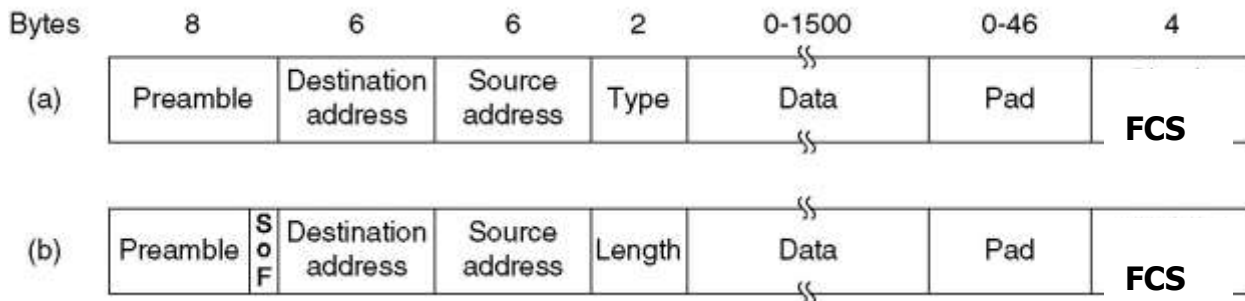 Bytes 8 6 6 2 0-1500 0-46 4
(a) Preamble Destination address Source address Type Data Pad FCS
(b) Preamble SoF Destination address Source address Length Data Pad FCS